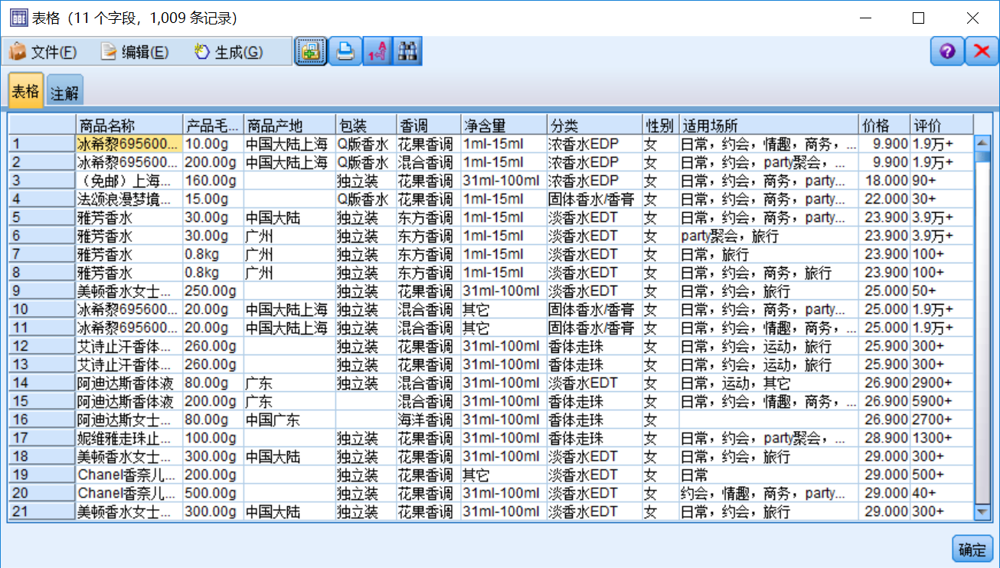 表格（11 个字段，1,009 条记录）
文件(F) 编辑(E) 生成(G)
表格 注解
商品名称 产品毛... 商品产地 包装 香调 净含量 分类 性别 适用场所 价格 评价
1 冰希黎695600... 10.00g 中国大陆上海 Q版香水 花果香调 1ml-15ml 浓香水EDP 女 日常，约会，情趣，商务，... 9.900 1.9万+
2 冰希黎695600... 200.00g 中国大陆上海 Q版香水 混合香调 1ml-15ml 浓香水EDP 女 日常，约会，party聚会，... 9.900 1.9万+
3 （免邮）上海... 160.00g 独立装 花果香调 31ml-100ml 浓香水EDP 女 日常，约会，商务，party... 18.000 90+
4 法颂浪漫梦境... 15.00g Q版香水 花果香调 1ml-15ml 固体香水/香膏 女 日常，约会，商务，party... 22.000 30+
5 雅芳香水 30.00g 中国大陆 独立装 东方香调 1ml-15ml 淡香水EDT 女 日常，约会，商务，party... 23.900 3.9万+
6 雅芳香水 30.00g 广州 独立装 东方香调 1ml-15ml 淡香水EDT 女 party聚会，旅行 23.900 3.9万+
7 雅芳香水 0.8kg 广州 独立装 东方香调 1ml-15ml 淡香水EDT 女 日常，旅行 23.900 100+
8 雅芳香水 0.8kg 广州 独立装 东方香调 1ml-15ml 淡香水EDT 女 日常，约会，商务，旅行 23.900 100+
9 美顿香水女士... 250.00g 独立装 花果香调 31ml-100ml 淡香水EDT 女 日常，约会，旅行 25.000 50+
10 冰希黎695600... 20.00g 中国大陆上海 独立装 混合香调 其它 固体香水/香膏 女 日常，约会，商务，party... 25.000 1.9万+
11 冰希黎695600... 20.00g 中国大陆上海 独立装 混合香调 其它 固体香水/香膏 女 日常，约会，情趣，商务，... 25.000 1.9万+
12 艾诗止汗香体... 260.00g 独立装 花果香调 31ml-100ml 香体走珠 女 日常，约会，运动，旅行 25.900 300+
13 艾诗止汗香体... 260.00g 独立装 花果香调 31ml-100ml 香体走珠 女 日常，约会，运动，旅行 25.900 300+
14 阿迪达斯香体液 80.00g 广东 独立装 混合香调 31ml-100ml 淡香水EDT 女 日常，运动，其它 26.900 2900+
15 阿迪达斯香体液 200.00g 广东 混合香调 31ml-100ml 香体走珠 女 日常，约会，情趣，商务，... 26.900 5900+
16 阿迪达斯女士... 80.00g 中国广东 海洋香调 31ml-100ml 香体走珠 女 26.900 2700+
17 妮维雅走珠止... 100.00g 独立装 花果香调 31ml-100ml 香体走珠 女 日常，约会，party聚会，... 28.900 1300+
18 美顿香水女士... 300.00g 中国大陆 独立装 花果香调 31ml-100ml 淡香水EDT 女 日常，约会，旅行 29.000 300+
19 Chanel香奈儿... 200.00g 独立装 花果香调 其它 淡香水EDT 女 日常 29.000 500+
20 Chanel香奈儿... 500.00g 独立装 花果香调 31ml-100ml 淡香水EDT 女 约会，情趣，商务，party... 29.000 40+
21 美顿香水女士... 300.00g 中国大陆 独立装 花果香调 31ml-100ml 淡香水EDT 女 日常，约会，旅行 29.000 300+
确定